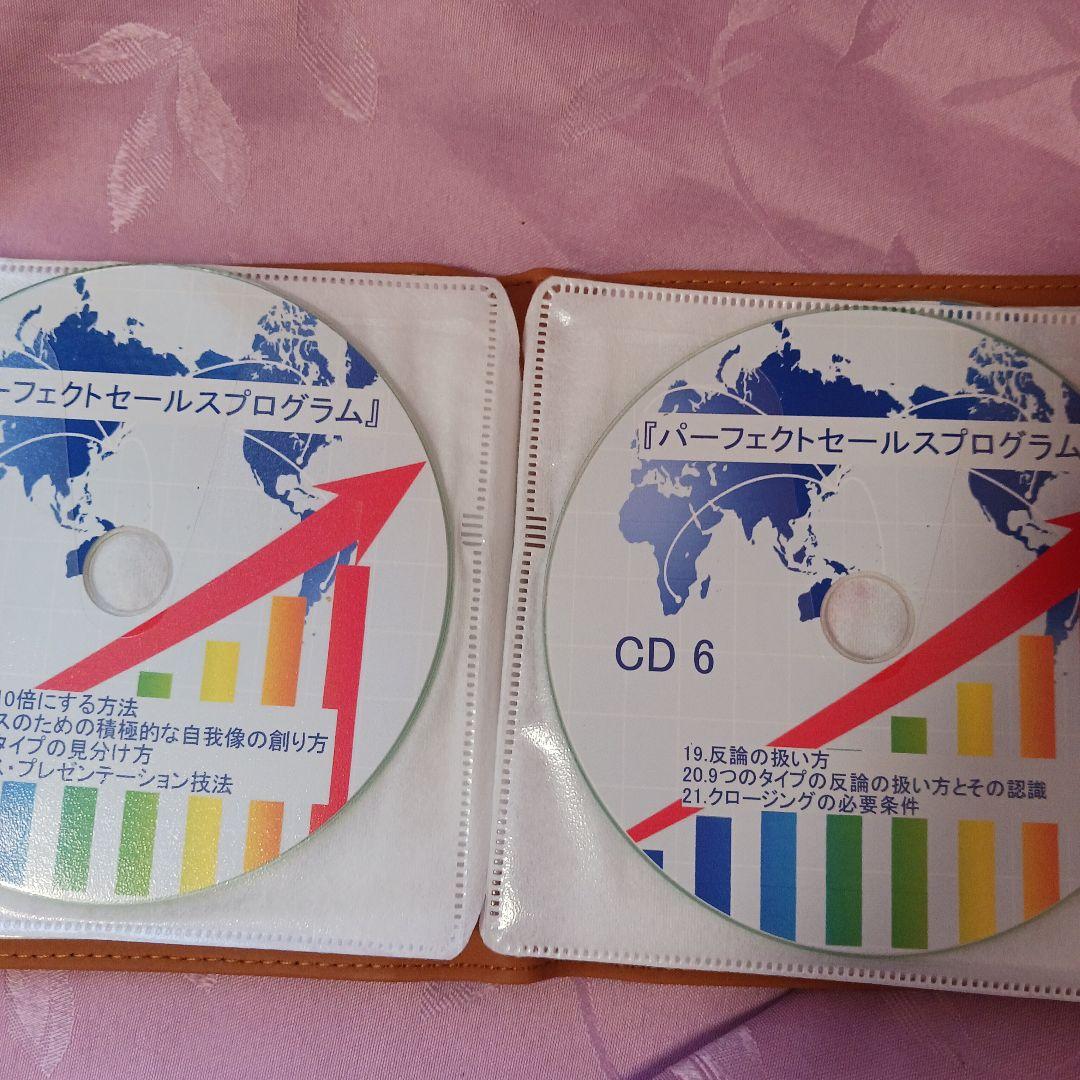 ーフェクトセールスプログラム』
10倍にする方法
スのための積極的な自我像の創り方
タイプの見分け方
ス・プレゼンテーション技法
『パーフェクトセールスプログラム
CD 6
19.反論の扱い方
20.9つのタイプの反論の扱い方とその認識
21.クロージングの必要条件